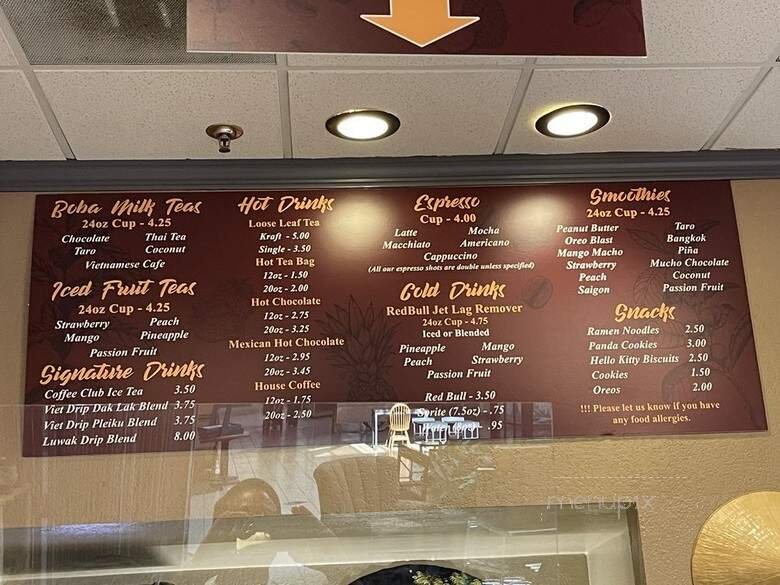 Boba Milk Teas
24oz Cup - 4.25
Chocolate Thai Tea
Taro Coconut
Vietnamese Cafe
Iced Fruit Teas
24oz Cup - 4.25
Strawberry Peach
Mango Pineapple
Passion Fruit
Signature Drinks
Coffee Club Ice Tea 3.50
Viet Drip Dak Lak Blend 3.75
Viet Drip Pleiku Blend 3.75
Luwak Drip Blend 8.00
Hot Drinks
Loose Leaf Tea
Kraft - 5.00
Single - 3.50
Hot Tea Bag
12oz - 1.50
20oz - 2.00
Hot Chocolate
12oz - 2.75
20oz - 3.25
Mexican Hot Chocolate
12oz - 2.95
20oz - 3.45
House Coffee
12oz - 1.75
20oz - 2.50
Espresso
Cup - 4.00
Latte Mocha
Macchiato Americano
Cappuccino
(All our espresso shots are double unless specified)
Cold Drinks
RedBull Jet Lag Remover
24oz Cup - 4.75
Iced or Blended
Pineapple Mango
Peach Strawberry
Passion Fruit
Red Bull - 3.50
Sprite (7.5oz) - .75
Water (8oz) - .95
Smoothies
24oz Cup - 4.25
Peanut Butter Taro
Oreo Blast Bangkok
Mango Macho Piña
Strawberry Mucho Chocolate
Peach Coconut
Saigon Passion Fruit
Snacks
Ramen Noodles 2.50
Panda Cookies 3.00
Hello Kitty Biscuits 2.50
Cookies 1.50
Oreos 2.00
!!! Please let us know if you have
any food allergies.
menupix